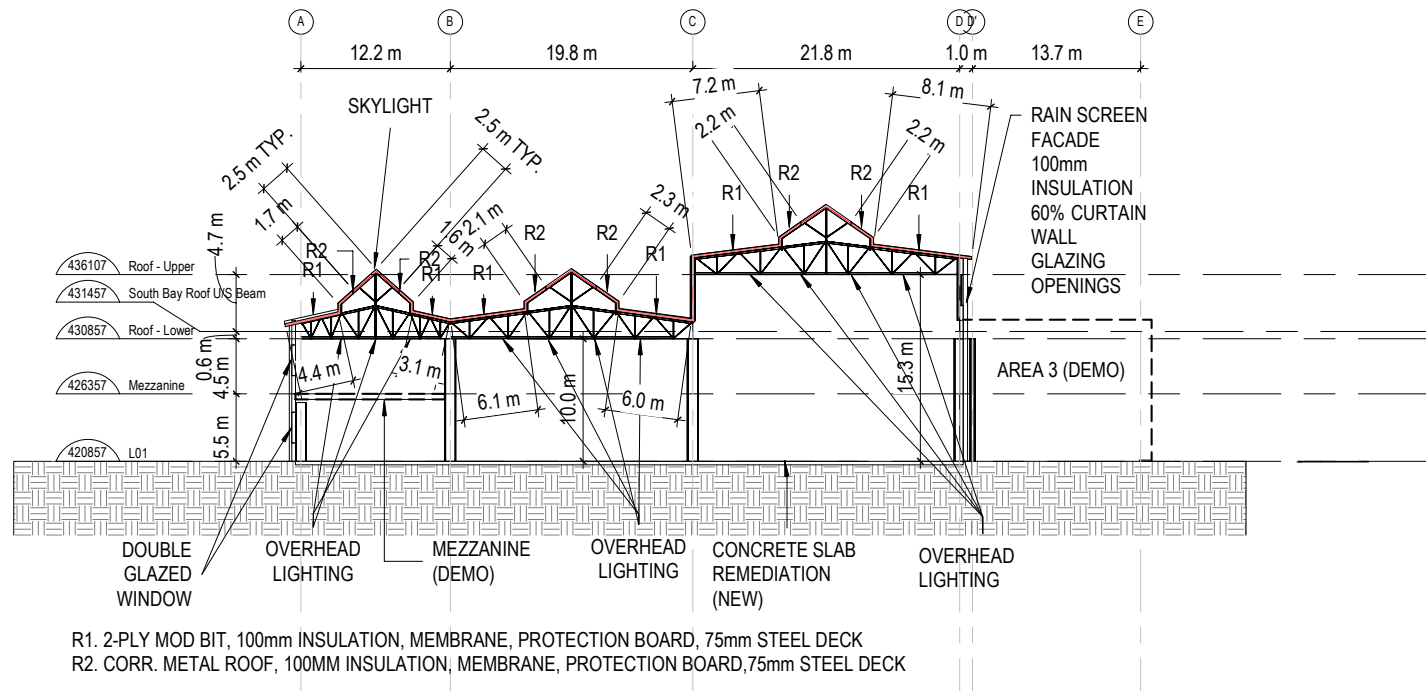 A B C D D' E
12.2 m 19.8 m 21.8 m 1.0 m 13.7 m
7.2 m 8.1 m
SKYLIGHT
2.5 m TYP. 2.5 m TYP.
2.2 m 2.2 m
RAIN SCREEN
FACADE
100mm
INSULATION
60% CURTAIN
WALL
GLAZING
OPENINGS
R1 R2 R2 R1
1.7 m 1.6 m 2.1 m 2.3 m
R1 R2 R2 R1 R1 R2 R2 R1
4.7 m
436107 Roof - Upper
431457 South Bay Roof U/S Beam
430857 Roof - Lower
0.6 m
426357 Mezzanine
4.5 m
4.4 m 3.1 m
6.1 m 10.0 m 6.0 m 15.3 m
AREA 3 (DEMO)
5.5 m
420857 L01
DOUBLE
GLAZED
WINDOW
OVERHEAD
LIGHTING
MEZZANINE
(DEMO)
OVERHEAD
LIGHTING
CONCRETE SLAB
REMEDIATION
(NEW)
OVERHEAD
LIGHTING
R1. 2-PLY MOD BIT, 100mm INSULATION, MEMBRANE, PROTECTION BOARD, 75mm STEEL DECK
R2. CORR. METAL ROOF, 100MM INSULATION, MEMBRANE, PROTECTION BOARD,75mm STEEL DECK